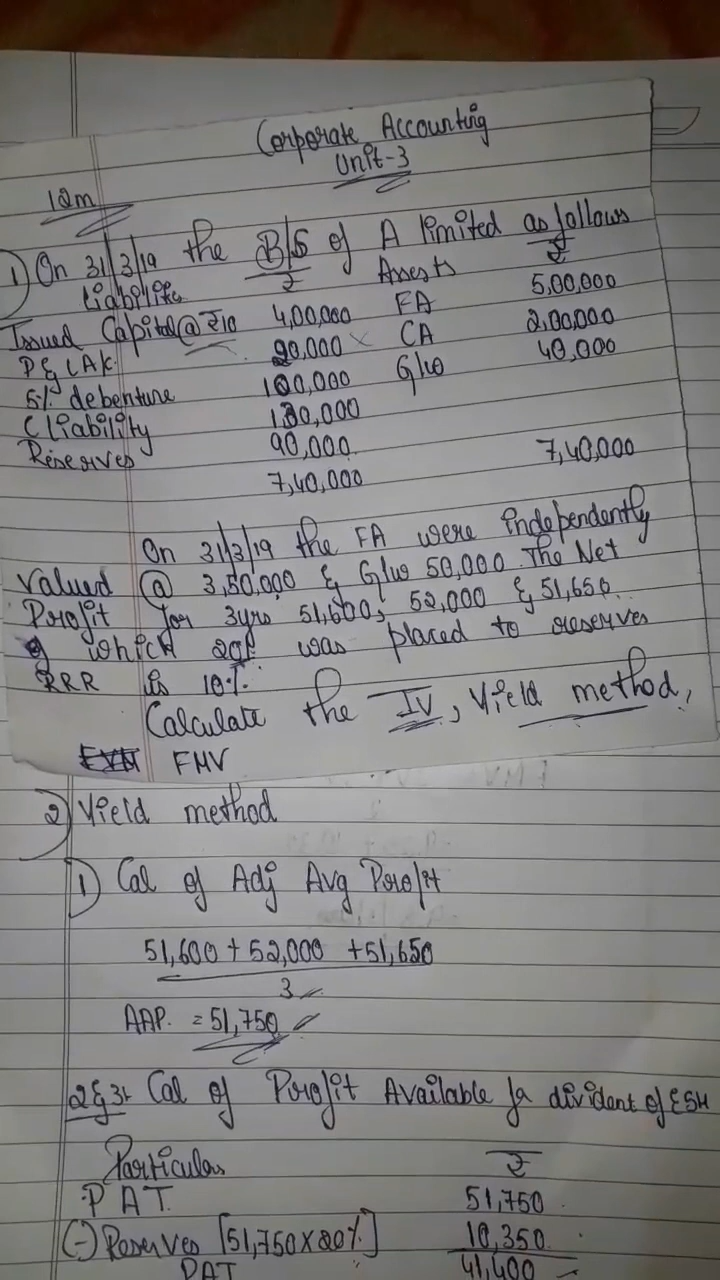 Corporate Accounting
Unit-3
12m
1) On 31/3/19 the B/S of A limited as follows
Liabilites ₹ Assests ₹
Issued Capital @ ₹10 4,00,000 FA 5,00,000
P & L A/c 20,000 CA 2,00,000
5% debenture 100,000 G/w 40,000
C liability 130,000
Reserves 90,000
7,40,000 7,40,000
On 31/3/19 the FA were independently
Valued @ 3,50,000 & G/w 50,000. The Net
Profit for 3yrs 51,600, 52,000 & 51,650.
of which 20% was placed to reserves
RRR is 10%.
Calculate the IV, Yield method,
FMV
2) Yield method
1) Cal of Adj Avg Profit
51,600 + 52,000 + 51,650
3
AAP. = 51,750
2 & 3) Cal of Profit Available for divident of ESH
Particulars ₹
PAT 51,750
(-) Reserves [51,750 X 20%] 10,350
PAT 41,400